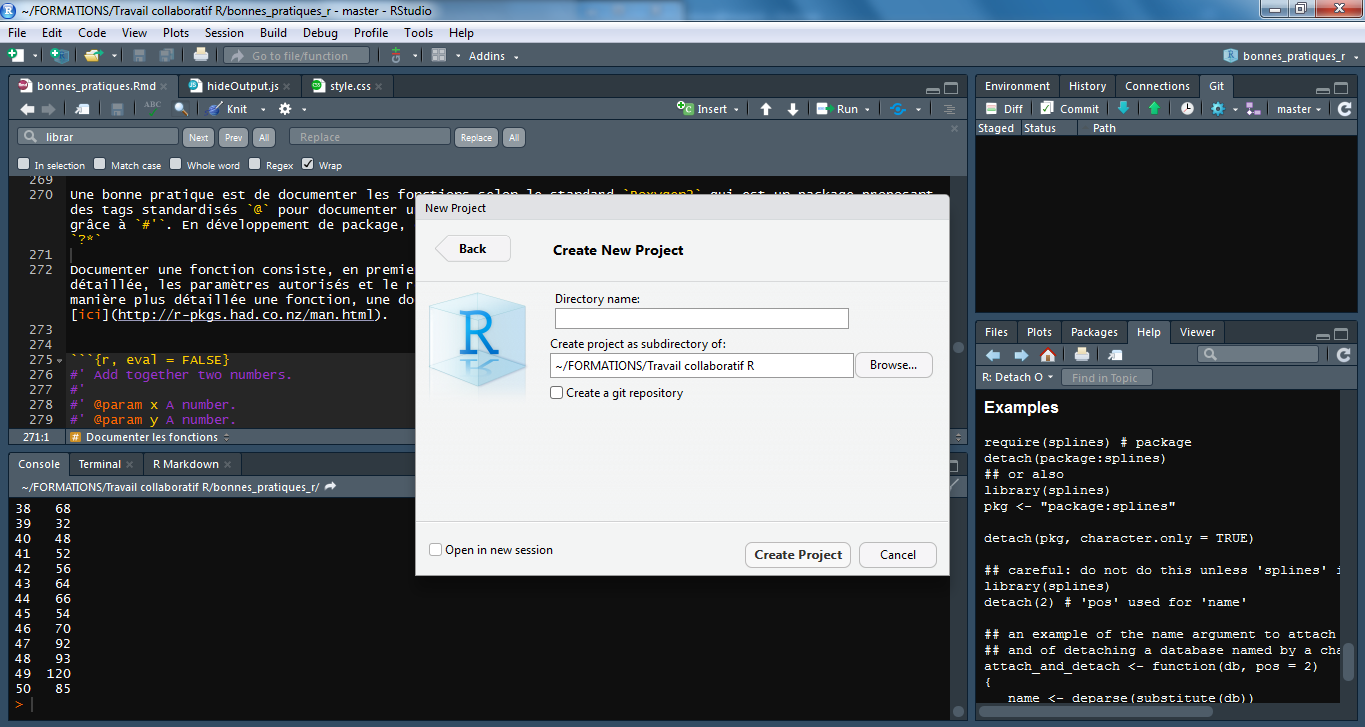 ~/FORMATIONS/Travail collaboratif R/bonnes_pratiques_r - master - RStudio
File Edit Code View Plots Session Build Debug Profile Tools Help
Go to file/function Addins bonnes_pratiques_r
bonnes_pratiques.Rmd hideOutput.js style.css
Knit Insert Run
librar Next Prev All Replace Replace All
In selection Match case Whole word Regex Wrap
269
270 Une bonne pratique est de documenter les fonctions selon le standard `Roxygen2` qui est un package proposant
des tags standardisés `@` pour documenter u
grâce à `#'`. En développement de package,
`?*`
271
272 Documenter une fonction consiste, en premie
détaillée, les paramètres autorisés et le r
manière plus détaillée une fonction, une do
[ici](http://r-pkgs.had.co.nz/man.html).
273
274
275 ```{r, eval = FALSE}
276 #' Add together two numbers.
277 #'
278 #' @param x A number.
279 #' @param y A number.
271:1 # Documenter les fonctions
New Project
Back
Create New Project
R
Directory name:
Create project as subdirectory of:
~/FORMATIONS/Travail collaboratif R
Browse...
Create a git repository
Open in new session
Create Project
Cancel
Console Terminal R Markdown
~/FORMATIONS/Travail collaboratif R/bonnes_pratiques_r/
38 68
39 32
40 48
41 52
42 56
43 64
44 66
45 54
46 70
47 92
48 93
49 120
50 85
>
Environment History Connections Git
Diff Commit master
Staged Status Path
Files Plots Packages Help Viewer
R: Detach O Find in Topic
Examples
require(splines) # package
detach(package:splines)
## or also
library(splines)
pkg <- "package:splines"
detach(pkg, character.only = TRUE)
## careful: do not do this unless 'splines' i
library(splines)
detach(2) # 'pos' used for 'name'
## an example of the name argument to attach
## and of detaching a database named by a cha
attach_and_detach <- function(db, pos = 2)
{
name <- deparse(substitute(db))